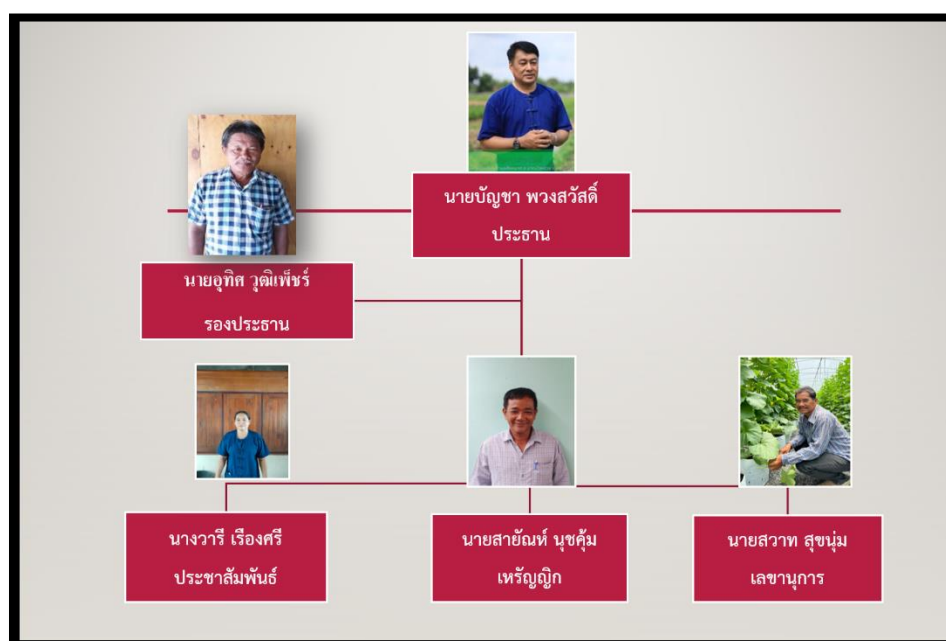 นายบัญชา พวงสวัสดิ์
ประธาน
นายอุทิศ วุฒิเพ็ชร์
รองประธาน
นางวารี เรืองศรี
ประชาสัมพันธ์
นายสายัณห์ นุชคุ้ม
เหรัญญิก
นายสวาท สุขนุ่ม
เลขานุการ